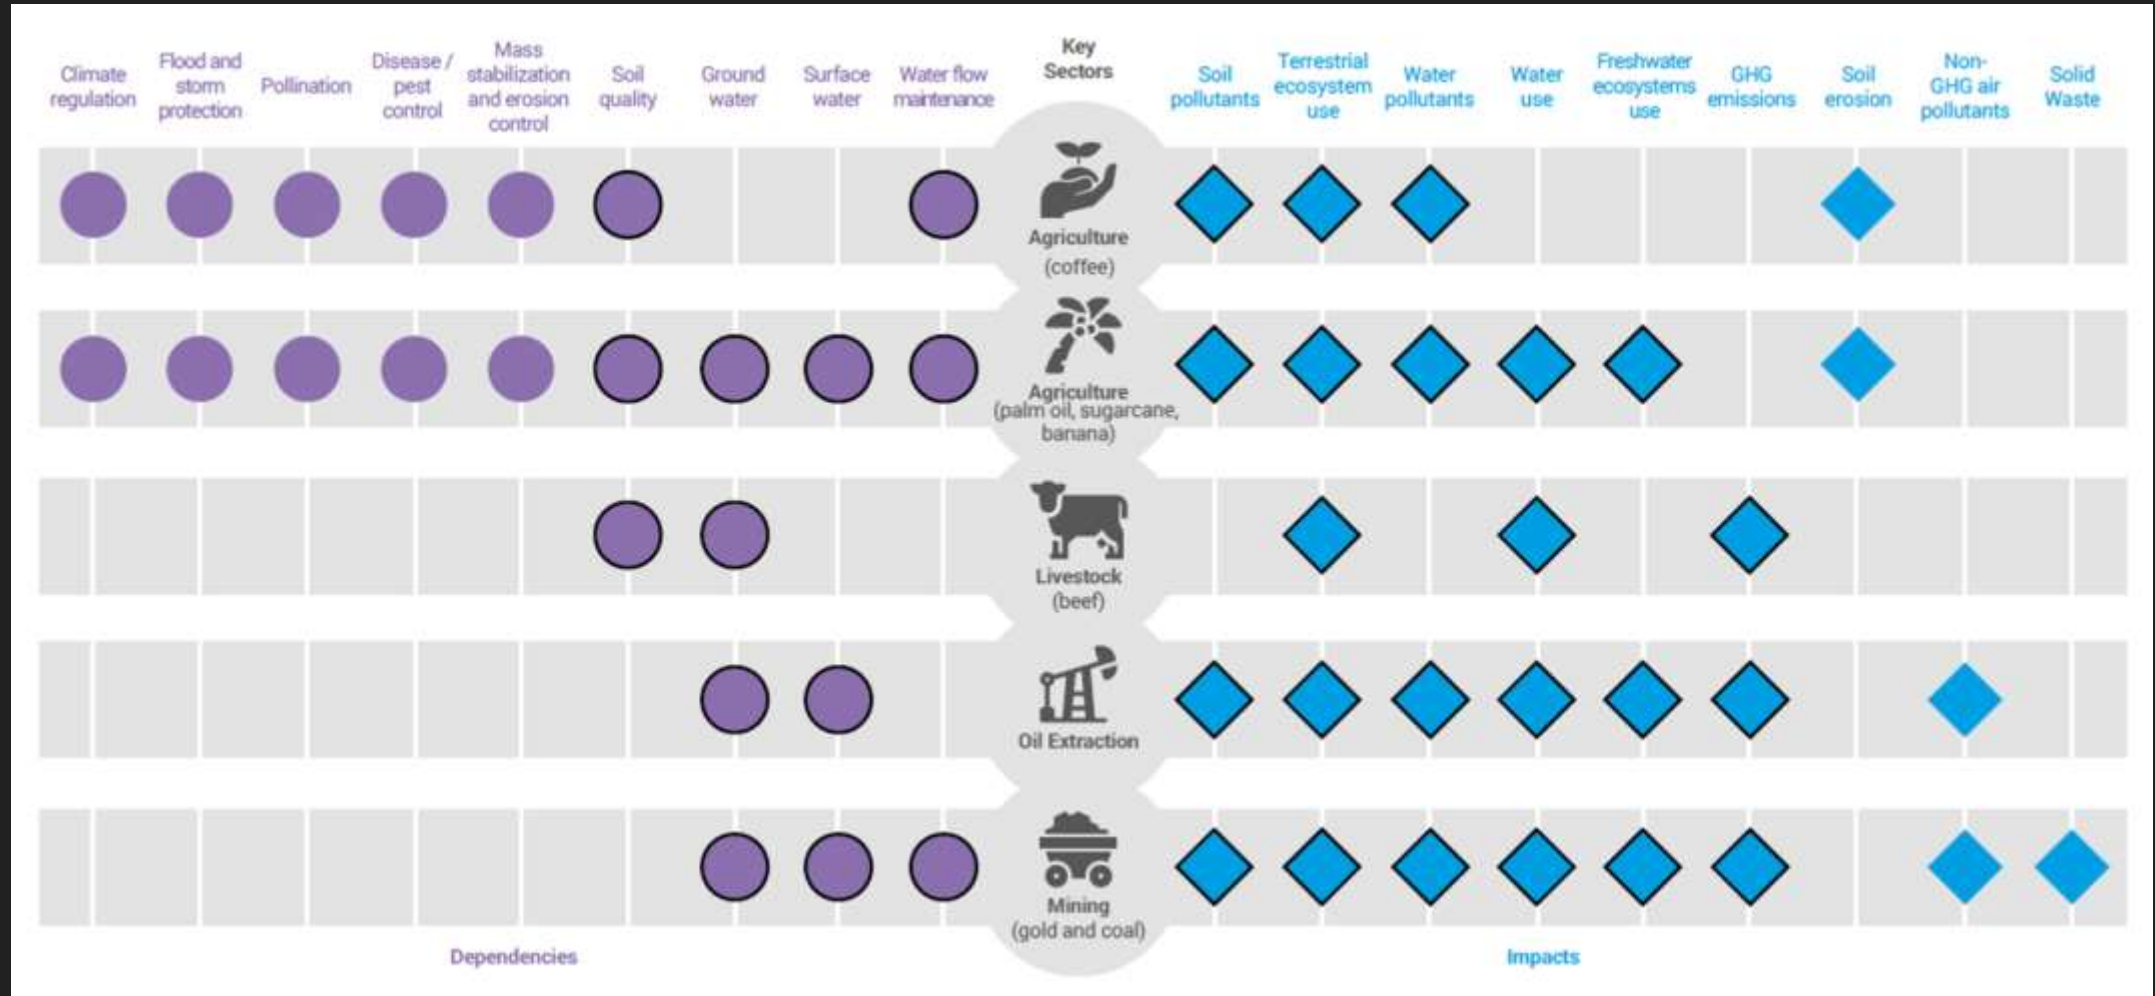 Climate
regulation
Flood and
storm
protection
Pollination
Disease /
pest
control
Mass
stabilization
and erosion
control
Soil
quality
Ground
water
Surface
water
Water flow
maintenance
Key
Sectors
Soil
pollutants
Terrestrial
ecosystem
use
Water
pollutants
Water
use
Freshwater
ecosystems
use
GHG
emissions
Soil
erosion
Non-
GHG air
pollutants
Solid
Waste
Agriculture
(coffee)
Agriculture
(palm oil, sugarcane,
banana)
Livestock
(beef)
Oil Extraction
Mining
(gold and coal)
Dependencies
Impacts